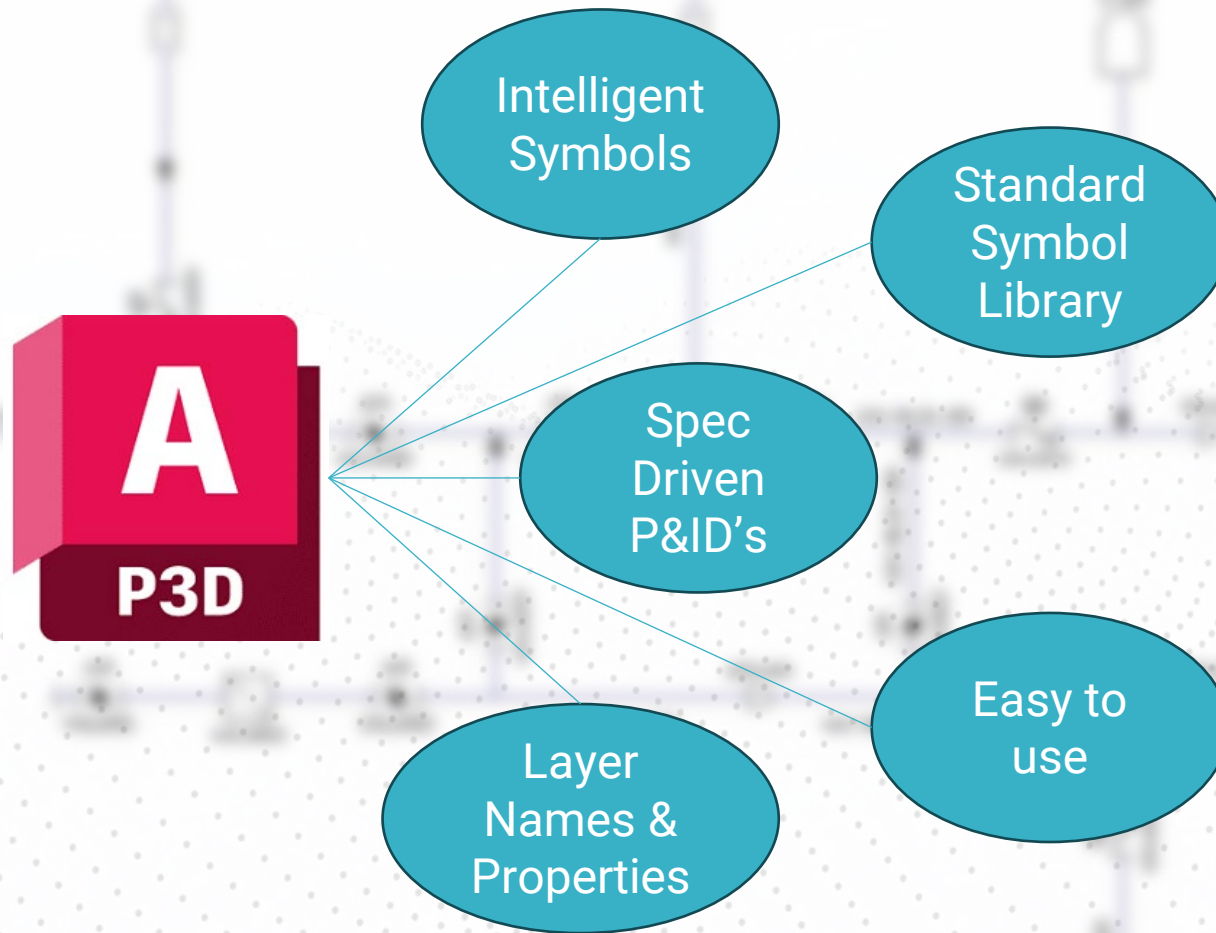 Intelligent
Symbols
Standard
Symbol
Library
A
P3D
Spec
Driven
P&ID’s
Easy to
use
Layer
Names &
Properties